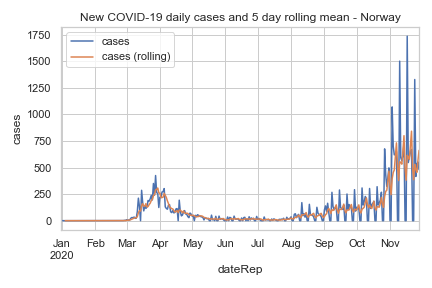 New COVID-19 daily cases and 5 day rolling mean - Norway
1750
1500
1250
1000
750
500
250
0
cases
cases
cases (rolling)
Jan Feb Mar Apr May Jun Jul Aug Sep Oct Nov
2020
dateRep